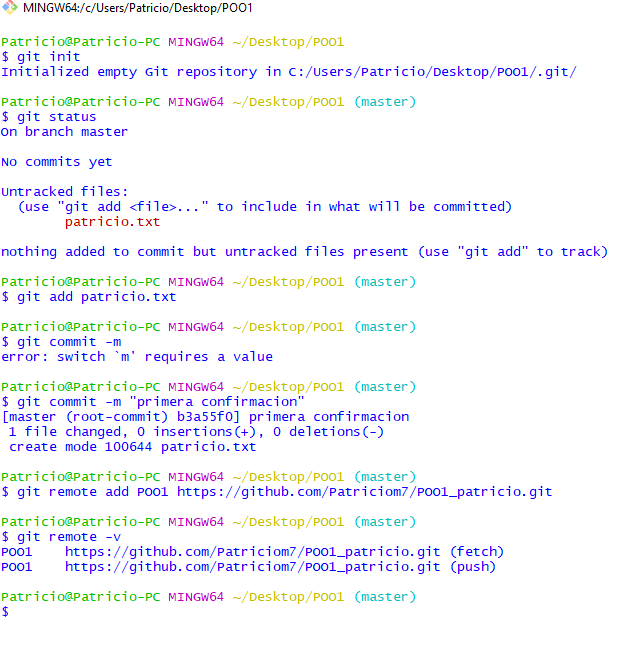 MINGW64:/c/Users/Patricio/Desktop/POO1
Patricio@Patricio-PC MINGW64 ~/Desktop/POO1
$ git init
Initialized empty Git repository in C:/Users/Patricio/Desktop/POO1/.git/
Patricio@Patricio-PC MINGW64 ~/Desktop/POO1 (master)
$ git status
On branch master
No commits yet
Untracked files:
  (use "git add <file>..." to include in what will be committed)
        patricio.txt
nothing added to commit but untracked files present (use "git add" to track)
Patricio@Patricio-PC MINGW64 ~/Desktop/POO1 (master)
$ git add patricio.txt
Patricio@Patricio-PC MINGW64 ~/Desktop/POO1 (master)
$ git commit -m
error: switch `m' requires a value
Patricio@Patricio-PC MINGW64 ~/Desktop/POO1 (master)
$ git commit -m "primera confirmacion"
[master (root-commit) b3a55f0] primera confirmacion
 1 file changed, 0 insertions(+), 0 deletions(-)
 create mode 100644 patricio.txt
Patricio@Patricio-PC MINGW64 ~/Desktop/POO1 (master)
$ git remote add POO1 https://github.com/Patriciom7/POO1_patricio.git
Patricio@Patricio-PC MINGW64 ~/Desktop/POO1 (master)
$ git remote -v
POO1    https://github.com/Patriciom7/POO1_patricio.git (fetch)
POO1    https://github.com/Patriciom7/POO1_patricio.git (push)
Patricio@Patricio-PC MINGW64 ~/Desktop/POO1 (master)
$